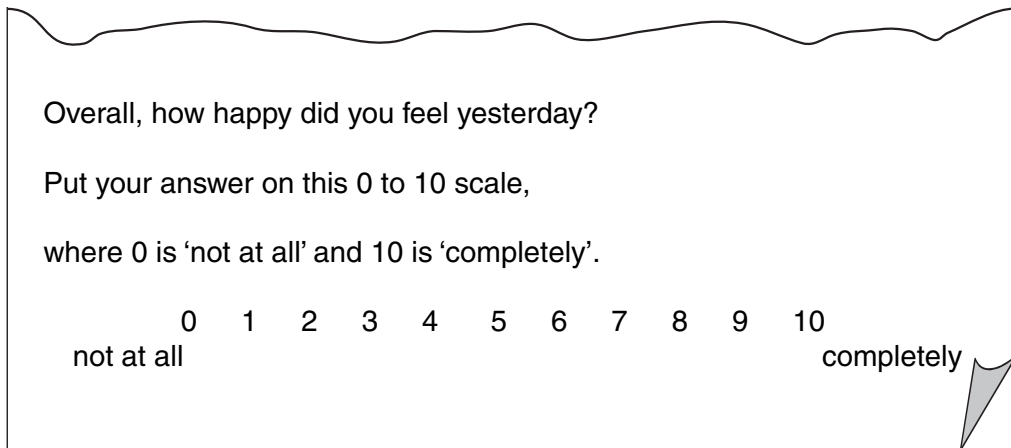 Overall, how happy did you feel yesterday?
Put your answer on this 0 to 10 scale,
where 0 is ‘not at all’ and 10 is ‘completely’.
0 1 2 3 4 5 6 7 8 9 10
not at all completely